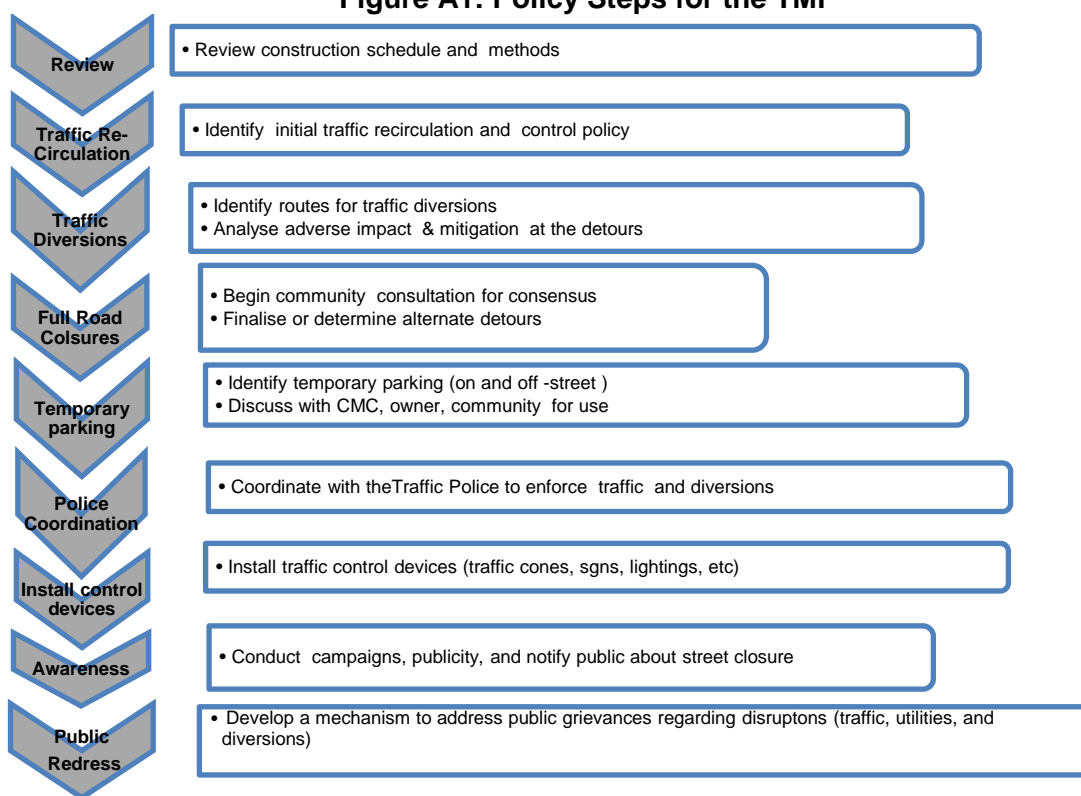 Figure A1: Policy Steps for the TMP
Review
• Review construction schedule and methods
Traffic Re-
Circulation
• Identify initial traffic recirculation and control policy
Traffic
Diversions
• Identify routes for traffic diversions
• Analyse adverse impact & mitigation at the detours
Full Road
Colsures
• Begin community consultation for consensus
• Finalise or determine alternate detours
Temporary
parking
• Identify temporary parking (on and off -street )
• Discuss with CMC, owner, community for use
Police
Coordination
• Coordinate with theTraffic Police to enforce traffic and diversions
Install control
devices
• Install traffic control devices (traffic cones, sgns, lightings, etc)
Awareness
• Conduct campaigns, publicity, and notify public about street closure
Public
Redress
• Develop a mechanism to address public grievances regarding disruptons (traffic, utilities, and
diversions)